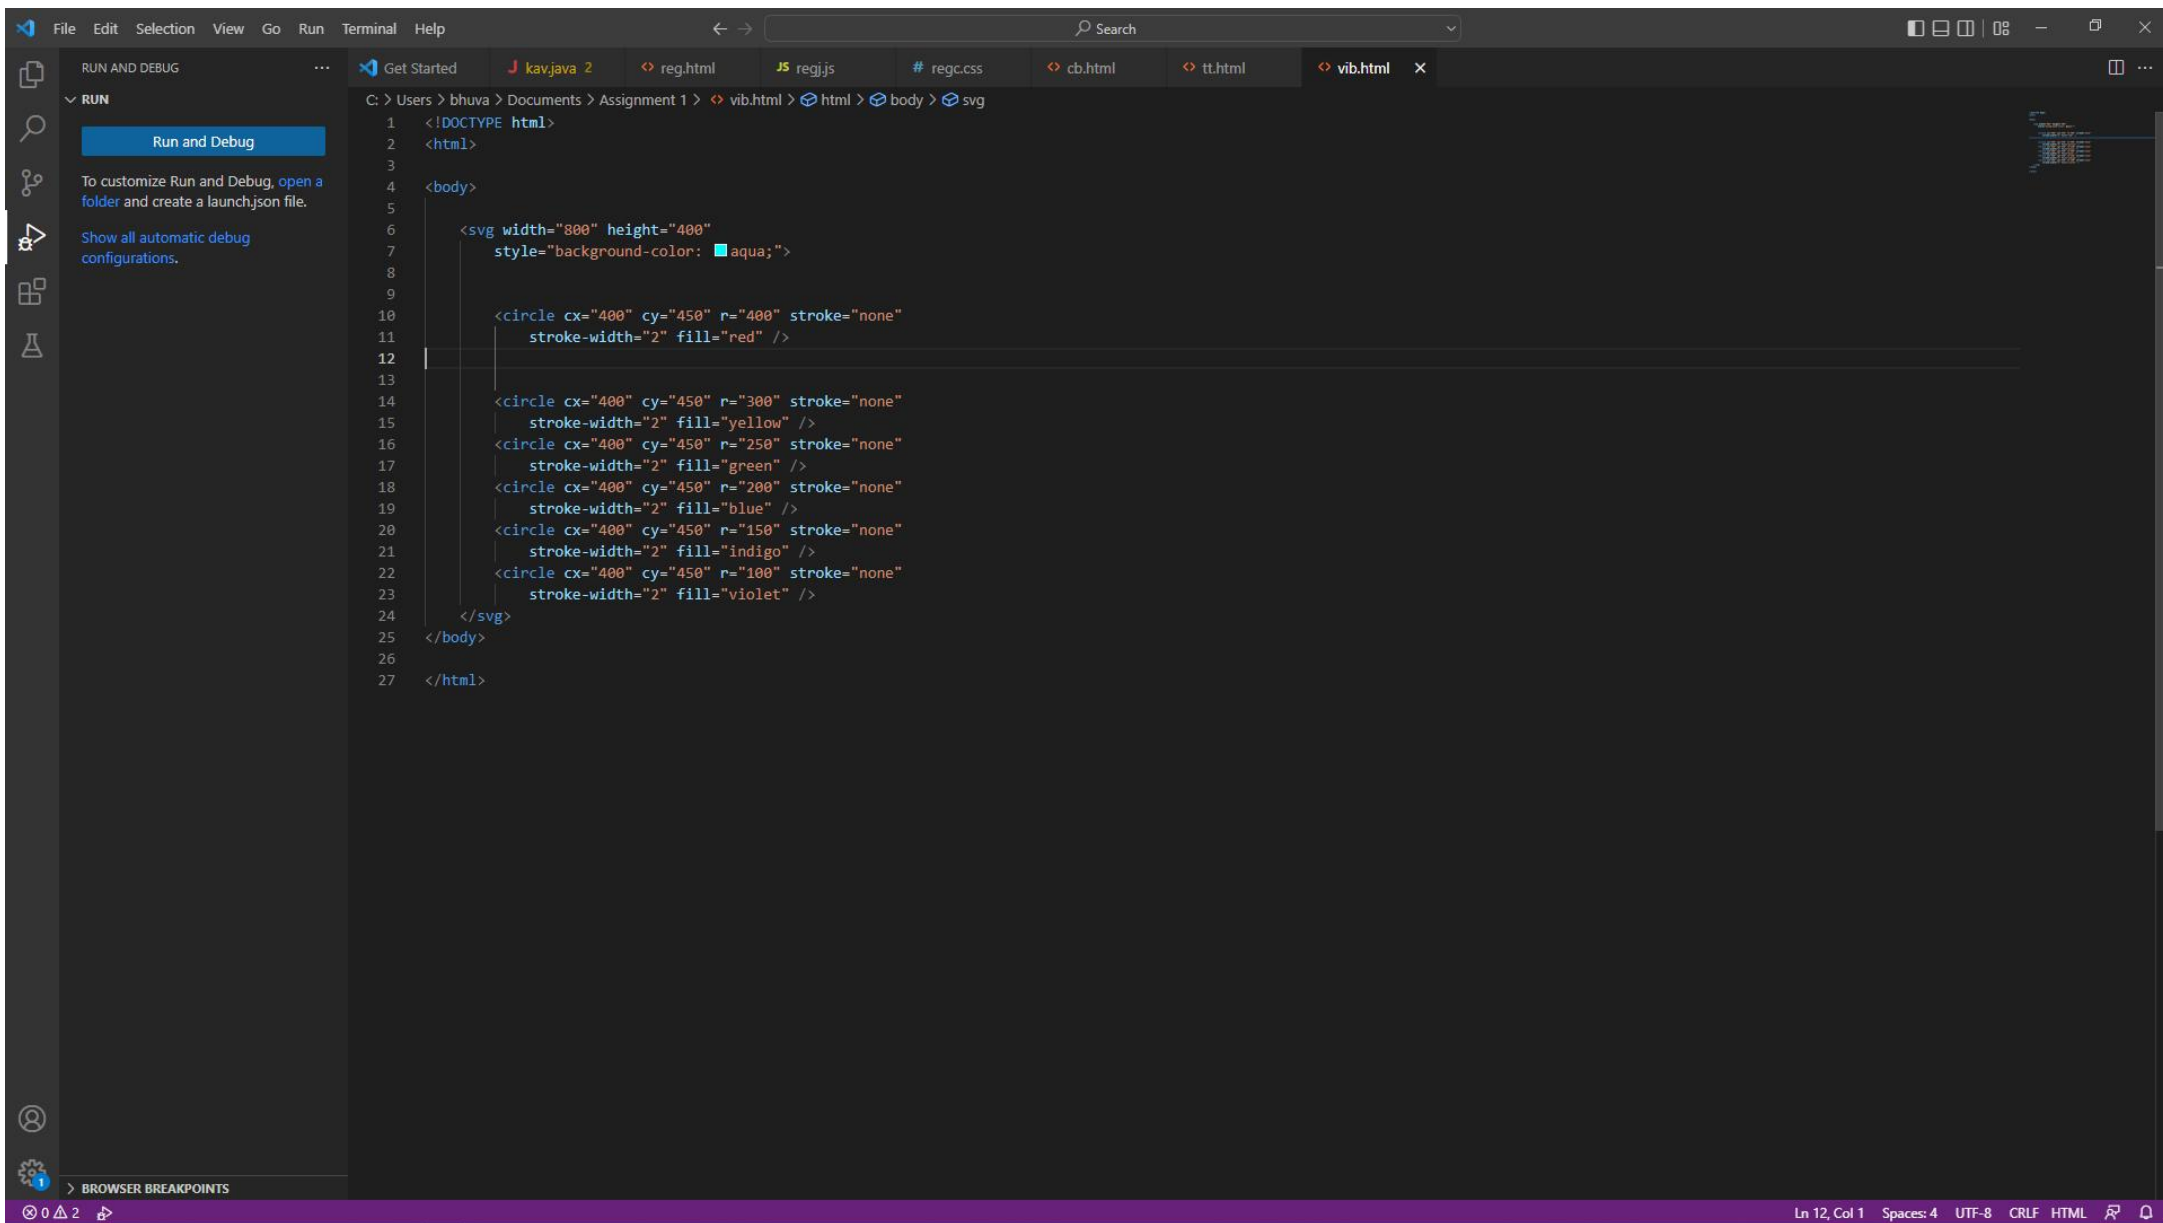 File Edit Selection View Go Run Terminal Help
Search
RUN AND DEBUG
Get Started kav.java 2 reg.html JS regj.js # regc.css cb.html tt.html vib.html
RUN
C: > Users > bhuva > Documents > Assignment 1 > vib.html > html > body > svg
Run and Debug
To customize Run and Debug, open a
folder and create a launch.json file.
Show all automatic debug
configurations.
1 <!DOCTYPE html>
2 <html>
3
4 <body>
5
6 <svg width="800" height="400"
7 style="background-color: aqua;">
8
9
10 <circle cx="400" cy="450" r="400" stroke="none"
11 stroke-width="2" fill="red" />
12
13
14 <circle cx="400" cy="450" r="300" stroke="none"
15 stroke-width="2" fill="yellow" />
16 <circle cx="400" cy="450" r="250" stroke="none"
17 stroke-width="2" fill="green" />
18 <circle cx="400" cy="450" r="200" stroke="none"
19 stroke-width="2" fill="blue" />
20 <circle cx="400" cy="450" r="150" stroke="none"
21 stroke-width="2" fill="indigo" />
22 <circle cx="400" cy="450" r="100" stroke="none"
23 stroke-width="2" fill="violet" />
24 </svg>
25 </body>
26
27 </html>
1
BROWSER BREAKPOINTS
0 2
Ln 12, Col 1 Spaces: 4 UTF-8 CRLF HTML